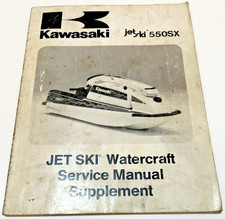 Kawasaki
jet ski 550SX
JET SKI® Watercraft
Service Manual
Supplement